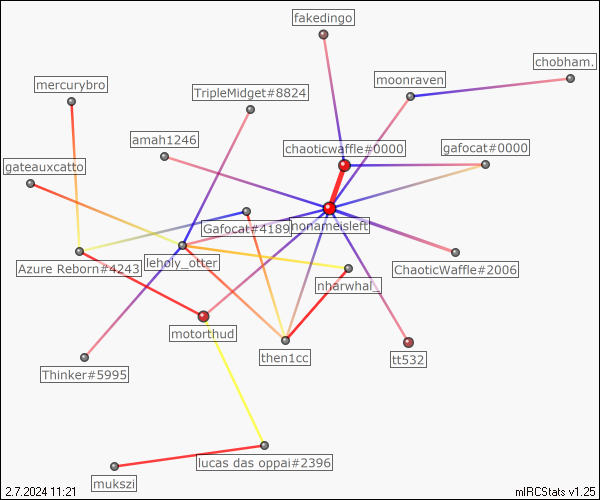 fakedingo
chobham.
moonraven
mercurybro
TripleMidget#8824
amah1246
chaoticwaffle#0000
gafocat#0000
gateauxcatto
Gafocat#4189
nonameisleft
Azure Reborn#4243
leholy_otter
ChaoticWaffle#2006
nharwhal_
motorthud
then1cc
tt532
Thinker#5995
lucas das oppai#2396
mukszi
2.7.2024 11:21
mIRCStats v1.25